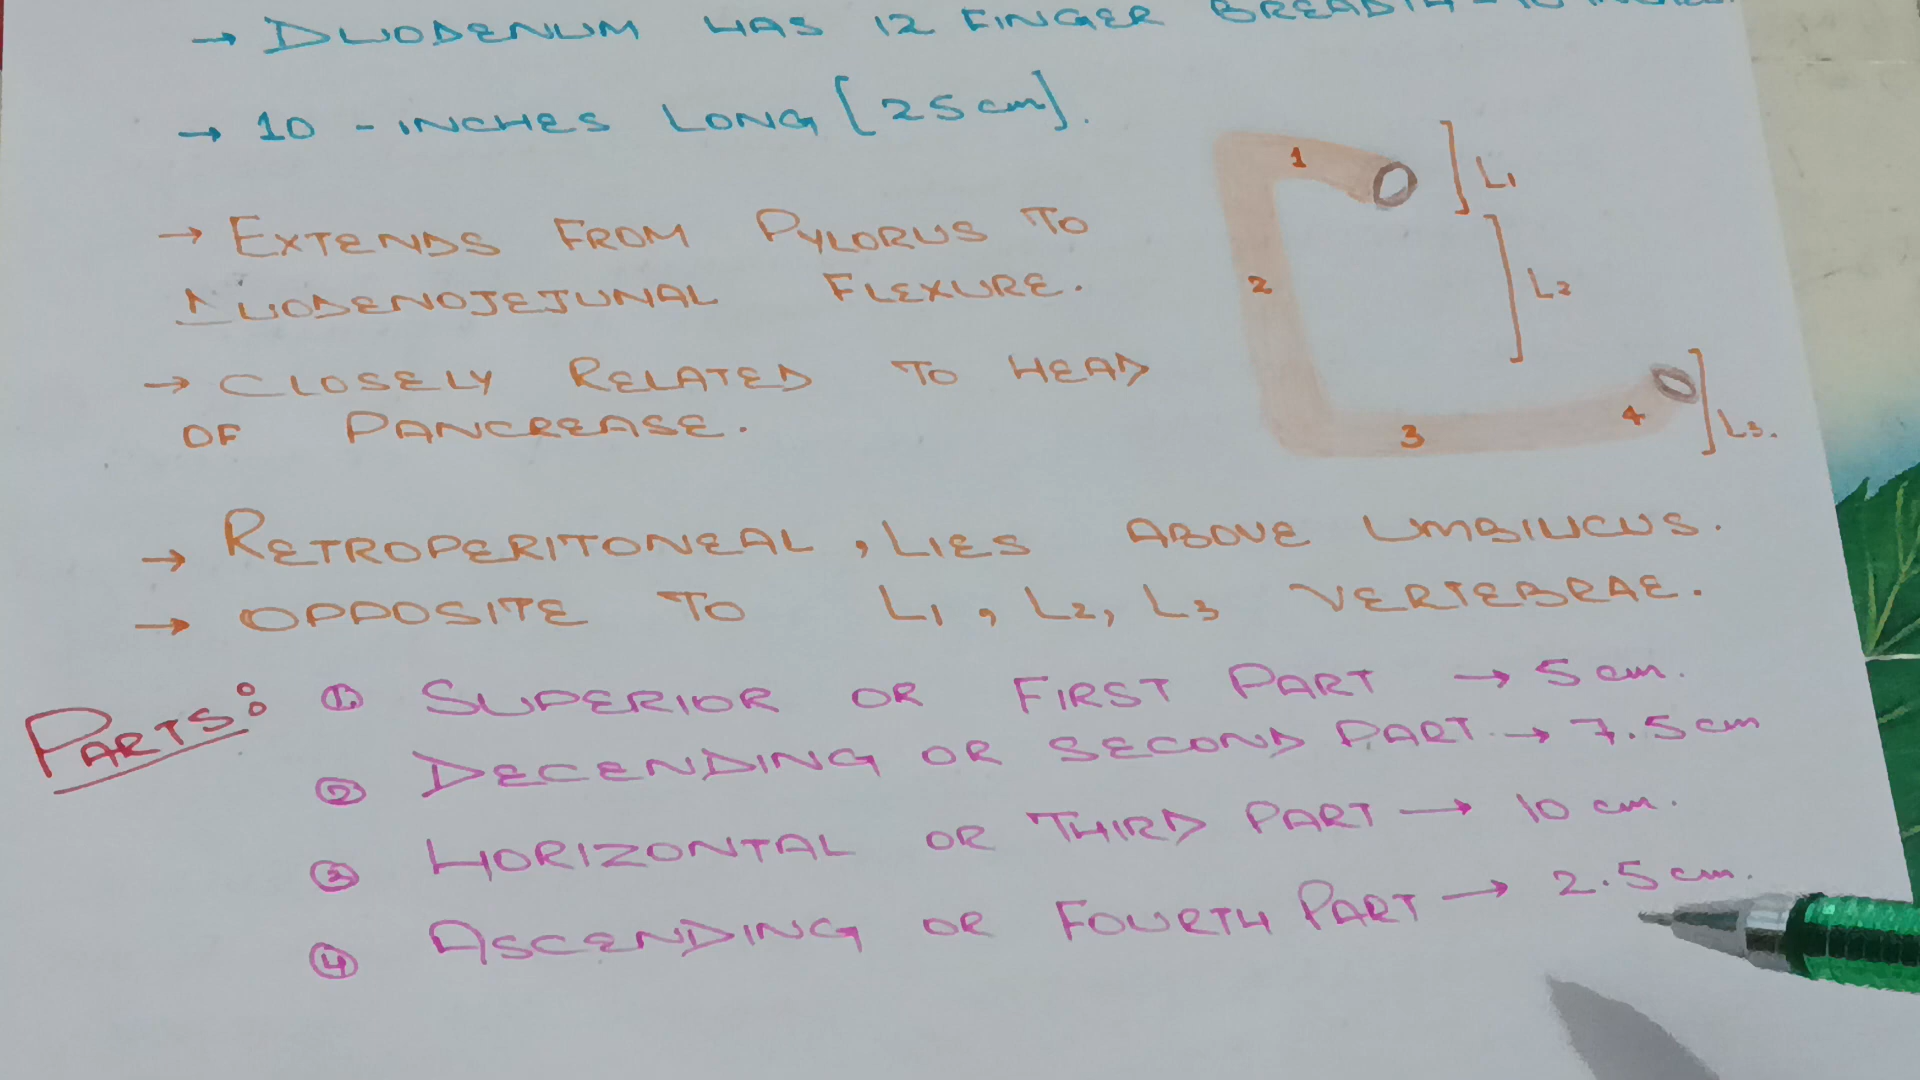 → DUODENUM HAS 12 FINGER BREADTH - 10 INCHES.
→ 10 - INCHES LONG [25 cm].
→ EXTENDS FROM PYLORUS TO
DUODENOJEJUNAL FLEXURE.
→ CLOSELY RELATED TO HEAD
OF PANCREASE.
1
L1
2
L2
3
4
L3.
→ RETROPERITONEAL, LIES ABOVE UMBILICUS.
→ OPPOSITE TO L1, L2, L3 VERTEBRAE.
PARTS:
① SUPERIOR OR FIRST PART → 5 cm.
② DECENDING OR SECOND PART → 7.5 cm
③ HORIZONTAL OR THIRD PART → 10 cm.
④ ASCENDING OR FOURTH PART → 2.5 cm.